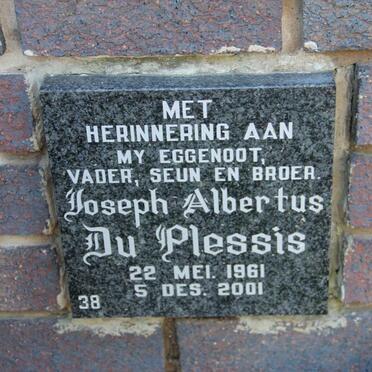 MET
HERINNERING AAN
MY EGGENOOT,
VADER, SEUN EN BROER.
Joseph Albertus
Du Plessis
22 MEI. 1961
5 DES. 2001
38